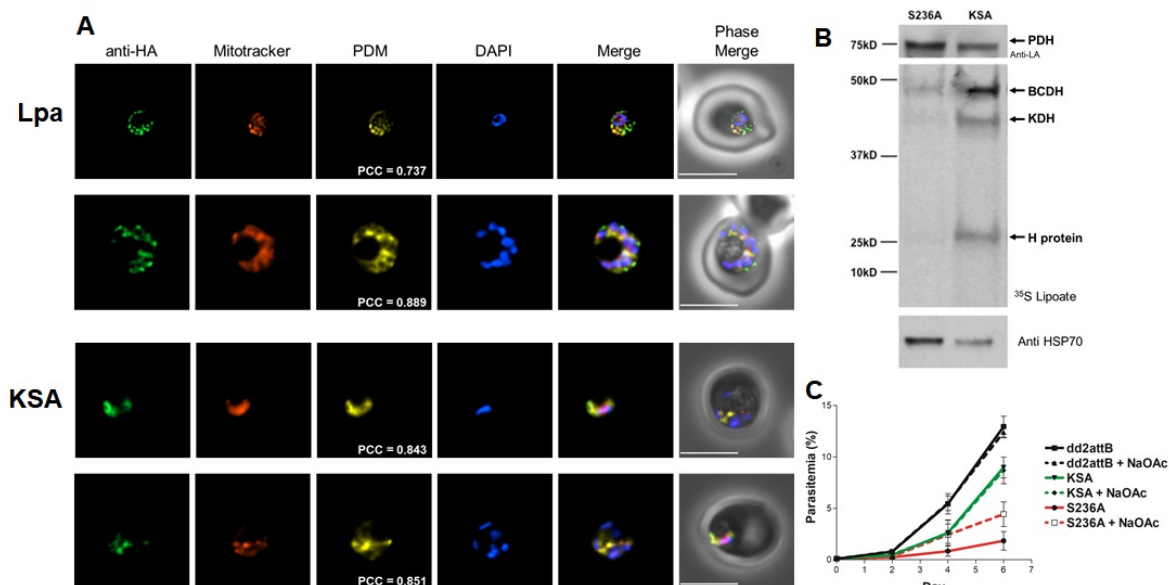 A
anti-HA Mitotracker PDM DAPI Merge Phase Merge
Lpa
PCC = 0.737
PCC = 0.889
KSA
PCC = 0.843
PCC = 0.851
B
S236A KSA
75kD PDH
Anti-LA
50kD BCDH
KDH
37kD
H protein
25kD
10kD
35S Lipoate
Anti HSP70
C
Parasitemia (%)
15
10
5
0
0 1 2 3 4 5 6 7
dd2attB
dd2attB + NaOAc
KSA
KSA + NaOAc
S236A
S236A + NaOAc